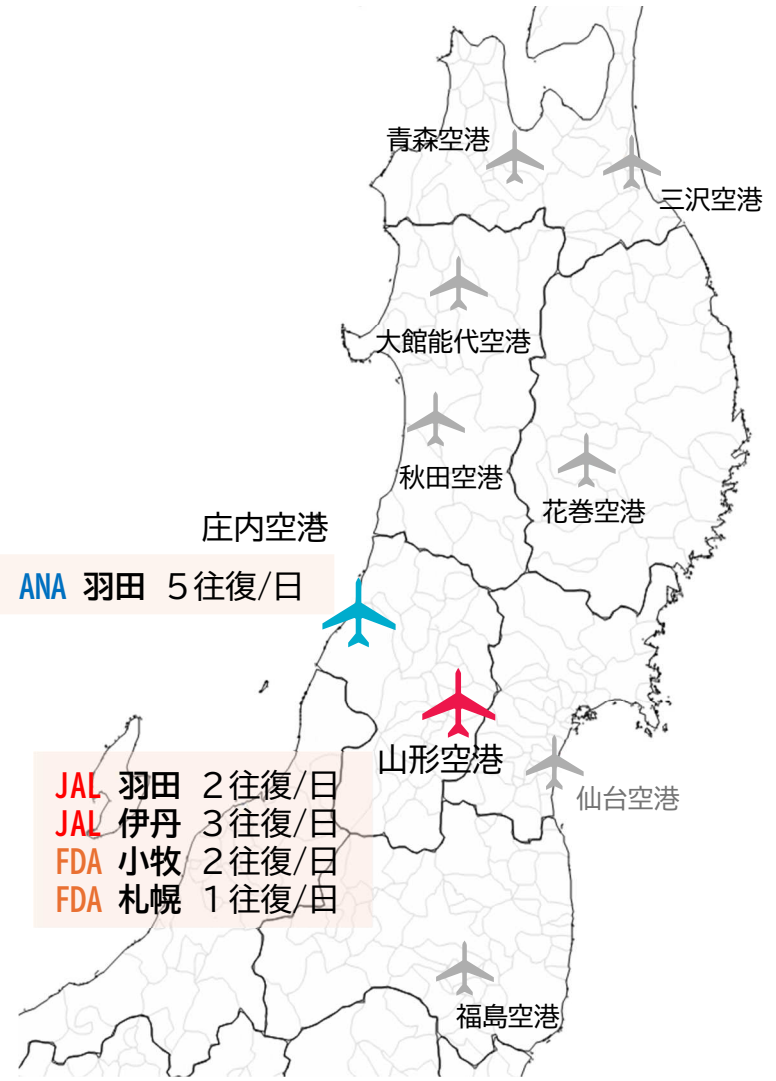 青森空港
三沢空港
大館能代空港
秋田空港
花巻空港
庄内空港
ANA 羽田 5往復/日
山形空港
JAL 羽田 2往復/日
JAL 伊丹 3往復/日
FDA 小牧 2往復/日
FDA 札幌 1往復/日
仙台空港
福島空港